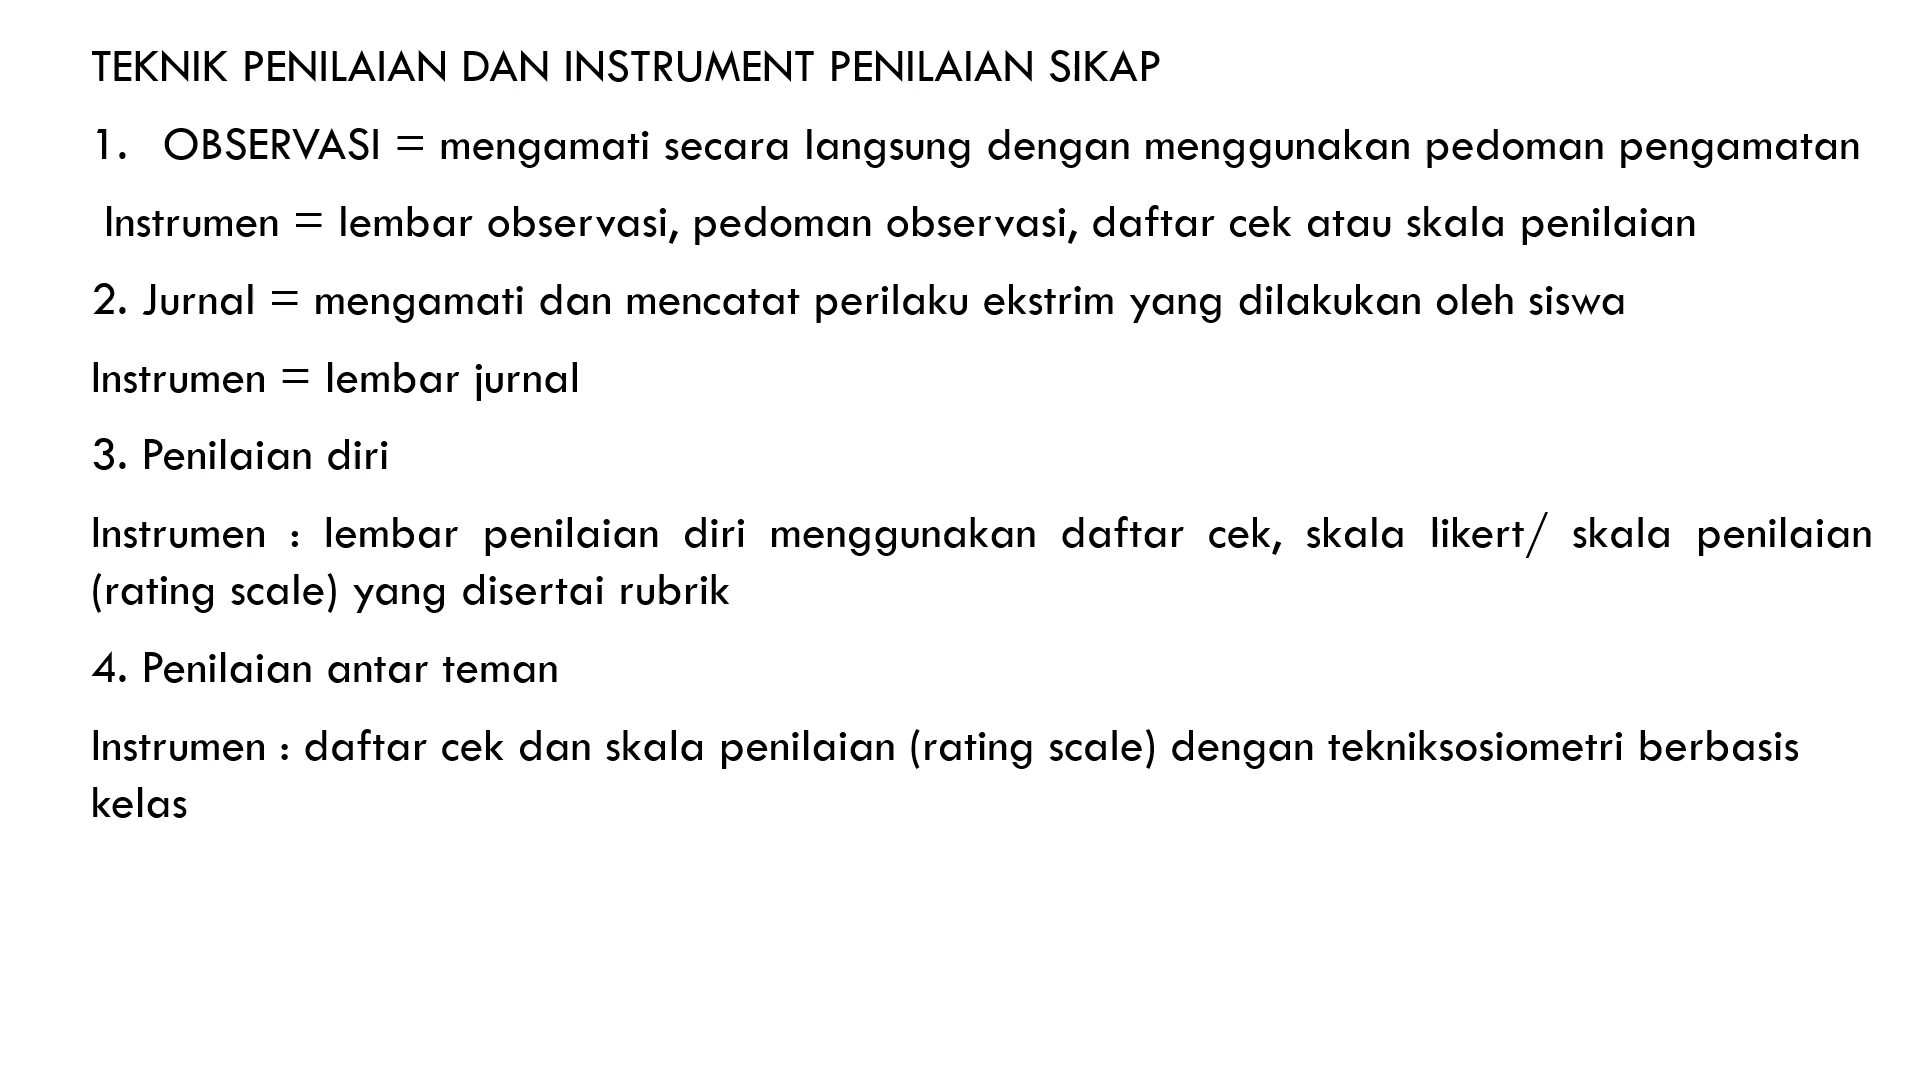 TEKNIK PENILAIAN DAN INSTRUMENT PENILAIAN SIKAP
1. OBSERVASI = mengamati secara langsung dengan menggunakan pedoman pengamatan
Instrumen = lembar observasi, pedoman observasi, daftar cek atau skala penilaian
2. Jurnal = mengamati dan mencatat perilaku ekstrim yang dilakukan oleh siswa
Instrumen = lembar jurnal
3. Penilaian diri
Instrumen : lembar penilaian diri menggunakan daftar cek, skala likert/ skala penilaian
(rating scale) yang disertai rubrik
4. Penilaian antar teman
Instrumen : daftar cek dan skala penilaian (rating scale) dengan tekniksosiometri berbasis
kelas